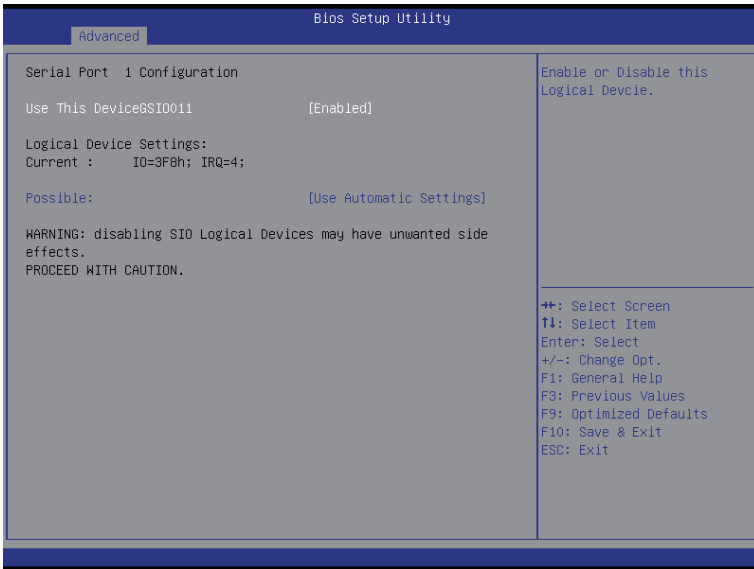 Bios Setup Utility
Advanced
Serial Port 1 Configuration
Use This DeviceGSIO011 [Enabled]
Logical Device Settings:
Current : IO=3F8h; IRQ=4;
Possible: [Use Automatic Settings]
WARNING: disabling SIO Logical Devices may have unwanted side
effects.
PROCEED WITH CAUTION.
Enable or Disable this
Logical Devcie.
→←: Select Screen
↑↓: Select Item
Enter: Select
+/-: Change Opt.
F1: General Help
F3: Previous Values
F9: Optimized Defaults
F10: Save & Exit
ESC: Exit